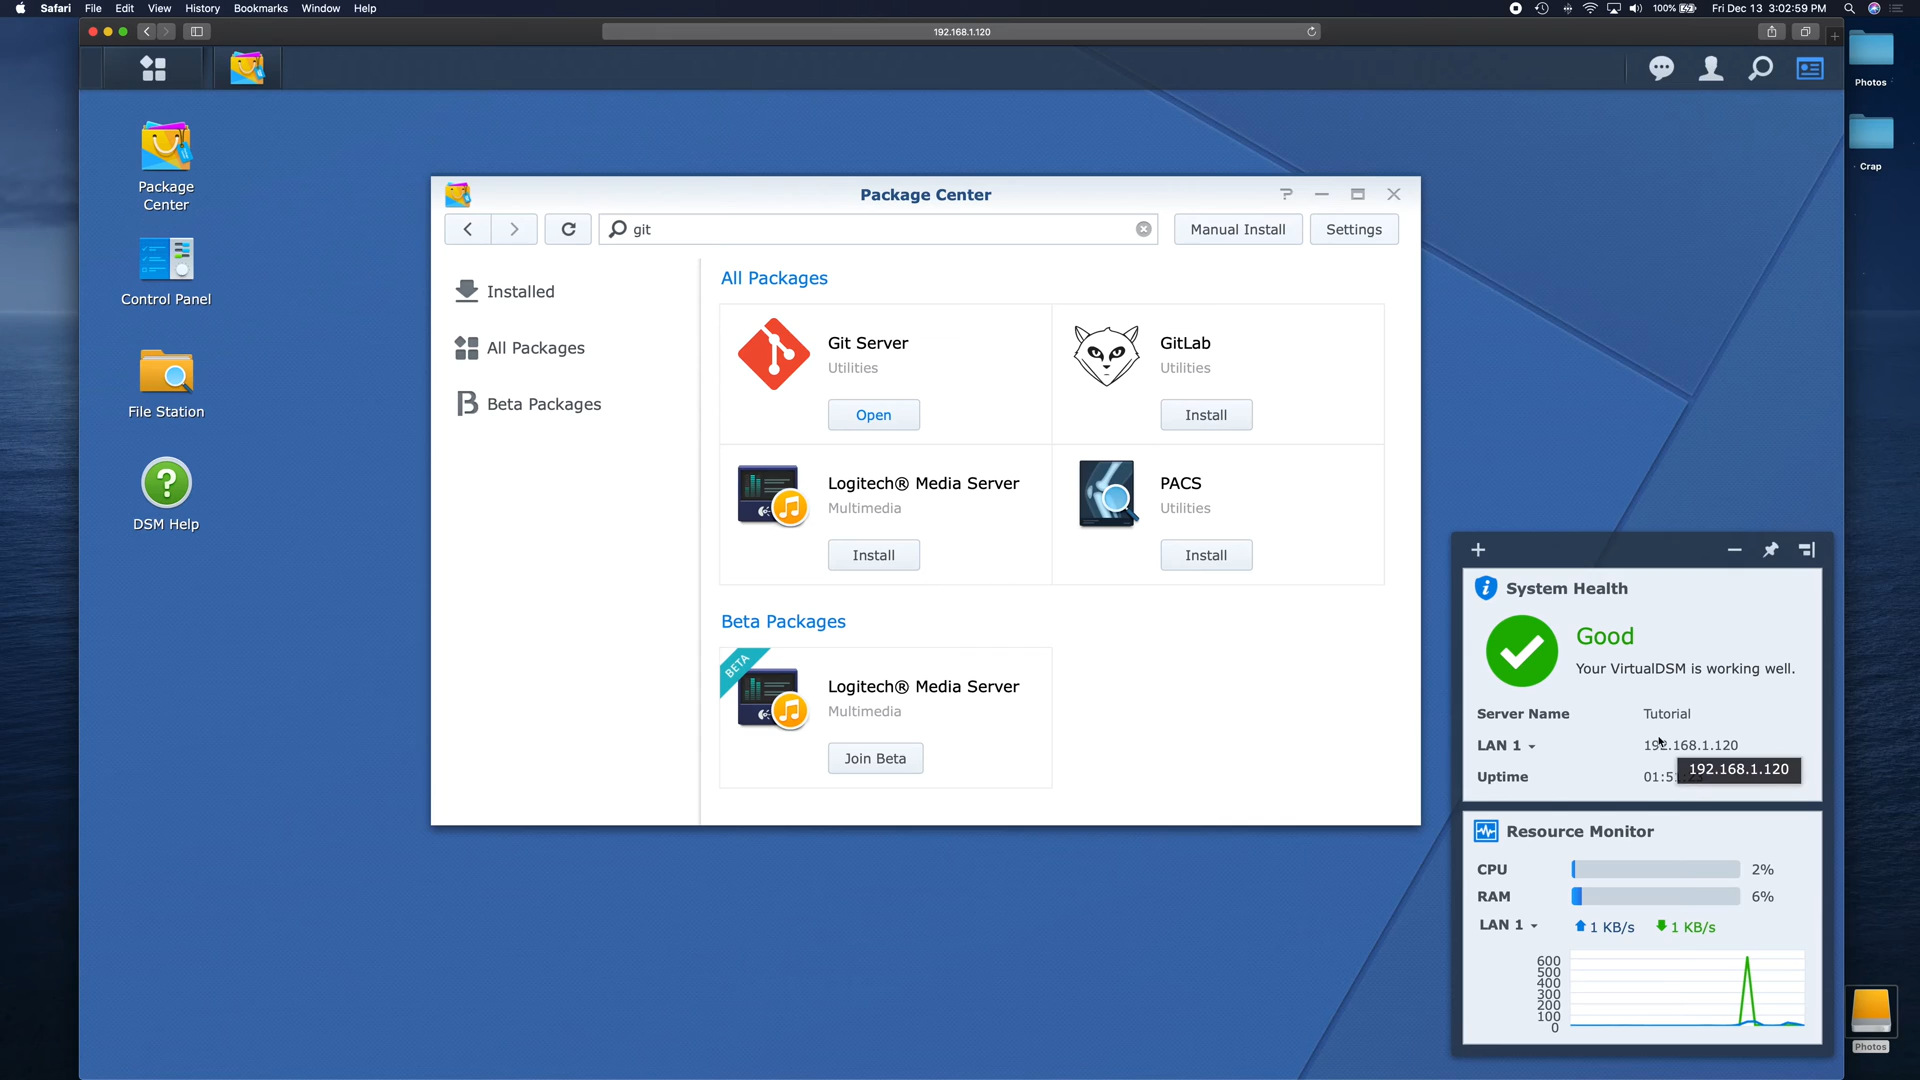 Safari File Edit View History Bookmarks Window Help
100% Fri Dec 13 3:02:59 PM
192.168.1.120
Photos
Crap
Package
Center
Control Panel
File Station
DSM Help
Package Center
git
Manual Install
Settings
Installed
All Packages
Beta Packages
All Packages
Git Server
Utilities
Open
GitLab
Utilities
Install
Logitech® Media Server
Multimedia
Install
PACS
Utilities
Install
Beta Packages
BETA
Logitech® Media Server
Multimedia
Join Beta
System Health
Good
Your VirtualDSM is working well.
Server Name Tutorial
LAN 1 192.168.1.120
192.168.1.120
Uptime
Resource Monitor
CPU 2%
RAM 6%
LAN 1 1 KB/s 1 KB/s
600
500
400
300
200
100
0
Photos